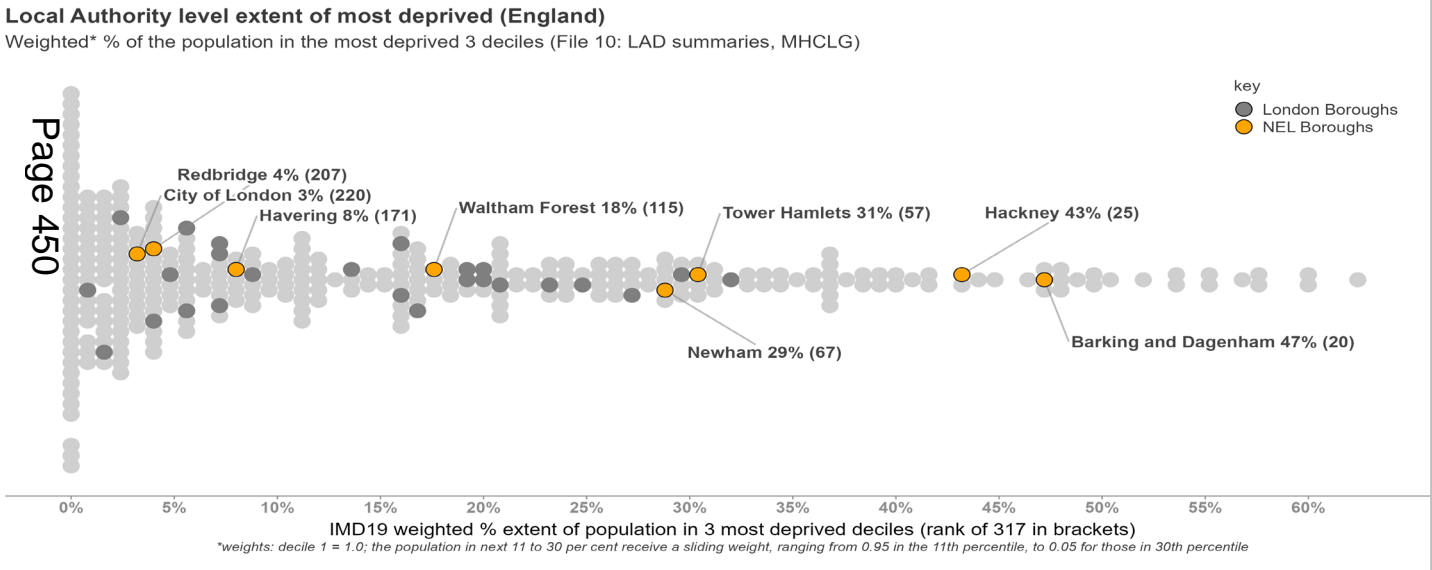 Local Authority level extent of most deprived (England)
Weighted* % of the population in the most deprived 3 deciles (File 10: LAD summaries, MHCLG)
key
London Boroughs
NEL Boroughs
Page 450
Redbridge 4% (207)
City of London 3% (220)
Havering 8% (171)
Waltham Forest 18% (115)
Tower Hamlets 31% (57)
Hackney 43% (25)
Newham 29% (67)
Barking and Dagenham 47% (20)
0% 5% 10% 15% 20% 25% 30% 35% 40% 45% 50% 55% 60%
IMD19 weighted % extent of population in 3 most deprived deciles (rank of 317 in brackets)
*weights: decile 1 = 1.0; the population in next 11 to 30 per cent receive a sliding weight, ranging from 0.95 in the 11th percentile, to 0.05 for those in 30th percentile